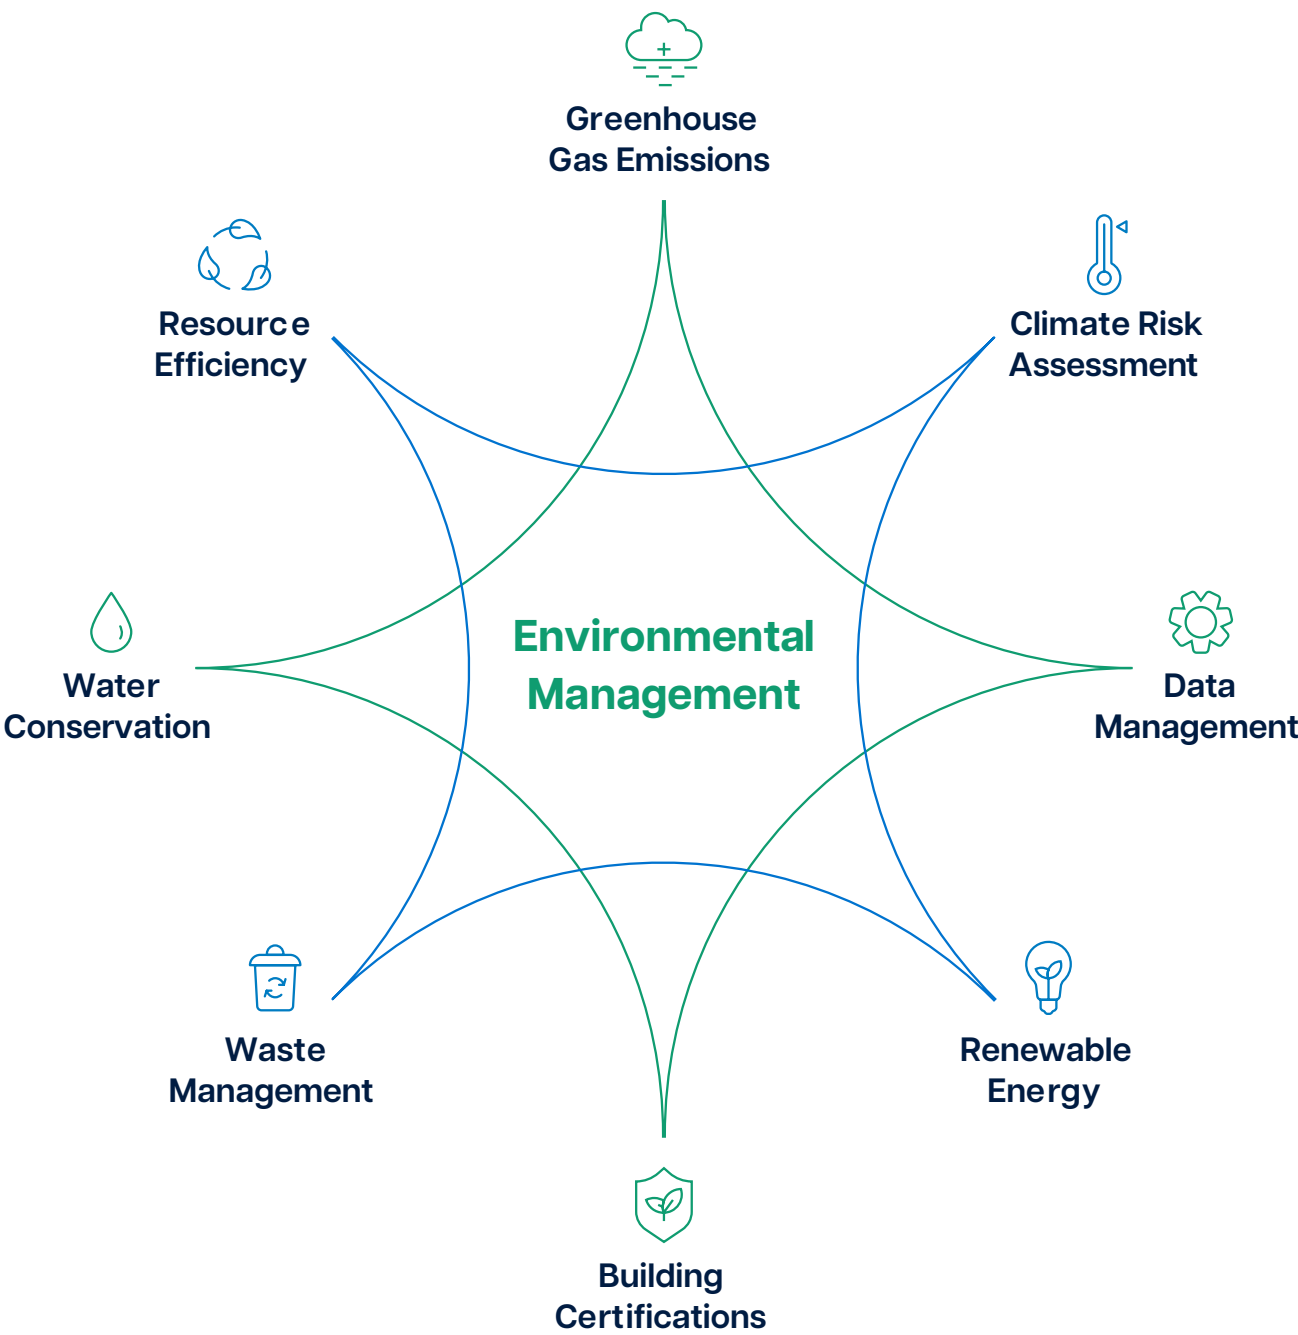 Greenhouse
Gas Emissions
Resource
Efficiency
Climate Risk
Assessment
Environmental
Management
Water
Conservation
Data
Management
Waste
Management
Renewable
Energy
Building
Certifications